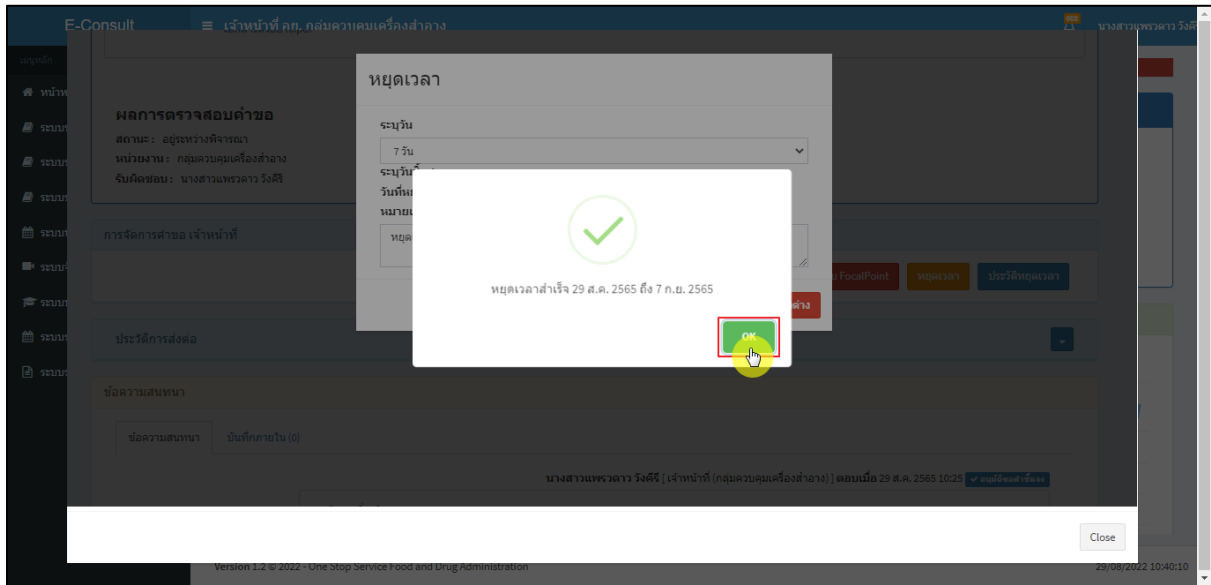 E-Consult
เจ้าหน้าที่ อย. กลุ่มควบคุมเครื่องสำอาง
นางสาวแพรวดาว วังคีรี
เมนูหลัก
หยุดเวลา
ผลการตรวจสอบคำขอ
ระบุวัน
สถานะ : อยู่ระหว่างพิจารณา
7 วัน
หน่วยงาน : กลุ่มควบคุมเครื่องสำอาง
รับผิดชอบ : นางสาวแพรวดาว วังคีรี
การจัดการคำขอ เจ้าหน้าที่
หยุด
FocalPoint
หยุดเวลา
ประวัติหยุดเวลา
หยุดเวลาสำเร็จ 29 ส.ค. 2565 ถึง 7 ก.ย. 2565
OK
ประวัติการส่งต่อ
ข้อความสนทนา
ข้อความสนทนา
บันทึกภายใน (0)
นางสาวแพรวดาว วังคีรี [ เจ้าหน้าที่ (กลุ่มควบคุมเครื่องสำอาง) ] ตอบเมื่อ 29 ส.ค. 2565 10:25
Close
Version 1.2 © 2022 - One Stop Service Food and Drug Administration
29/08/2022 10:40:10